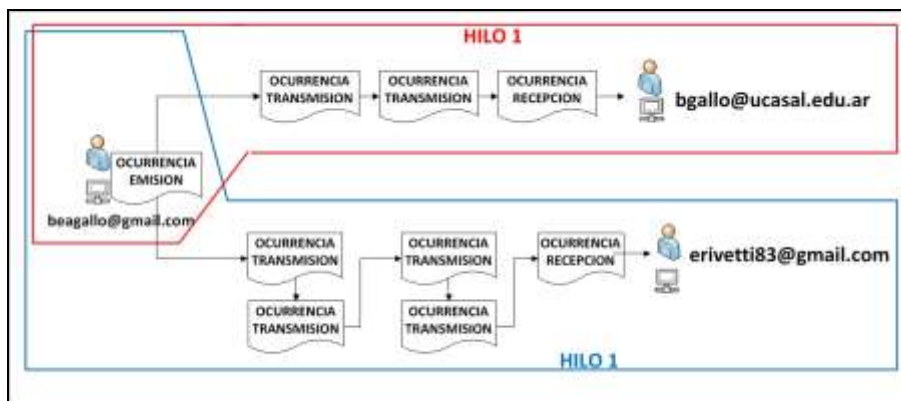 HILO 1
OCURRENCIA
TRANSMISION
OCURRENCIA
TRANSMISION
OCURRENCIA
RECEPCION
bgallo@ucasal.edu.ar
OCURRENCIA
EMISION
beagallo@gmail.com
OCURRENCIA
TRANSMISION
OCURRENCIA
TRANSMISION
OCURRENCIA
RECEPCION
erivetti83@gmail.com
OCURRENCIA
TRANSMISION
OCURRENCIA
TRANSMISION
HILO 1